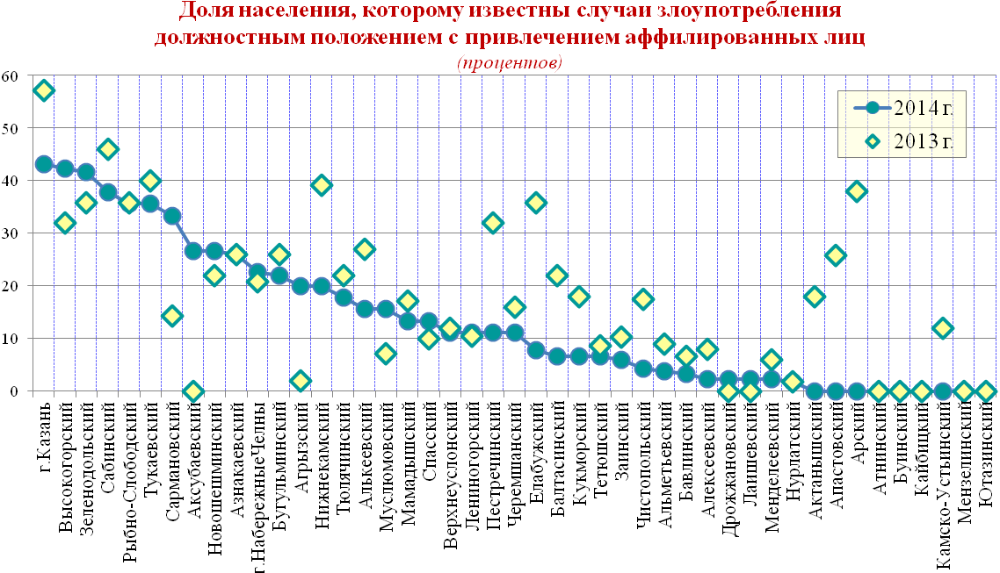 Доля населения, которому известны случаи злоупотребления
должностным положением с привлечением аффилированных лиц
(процентов)
60
50
40
30
20
10
0
2014 г.
2013 г.
г.Казань
Высокогорский
Зеленодольский
Сабинский
Рыбно-Слободский
Тукаевский
Сармановский
Аксубаевский
Новошешминский
Азнакаевский
г.НабережныеЧелны
Бугульминский
Агрызский
Нижнекамский
Тюлячинский
Алькеевский
Муслюмовский
Мамадышский
Спасский
Верхнеуслонский
Лениногорский
Пестречинский
Черемшанский
Елабужский
Балтасинский
Кукморский
Тетюшский
Заинский
Чистопольский
Альметьевский
Бавлинский
Алексеевский
Дрожжановский
Лаишевский
Менделеевский
Нурлатский
Актанышский
Апастовский
Арский
Атнинский
Буинский
Кайбицкий
Камско-Устьинский
Мензелинский
Ютазинский